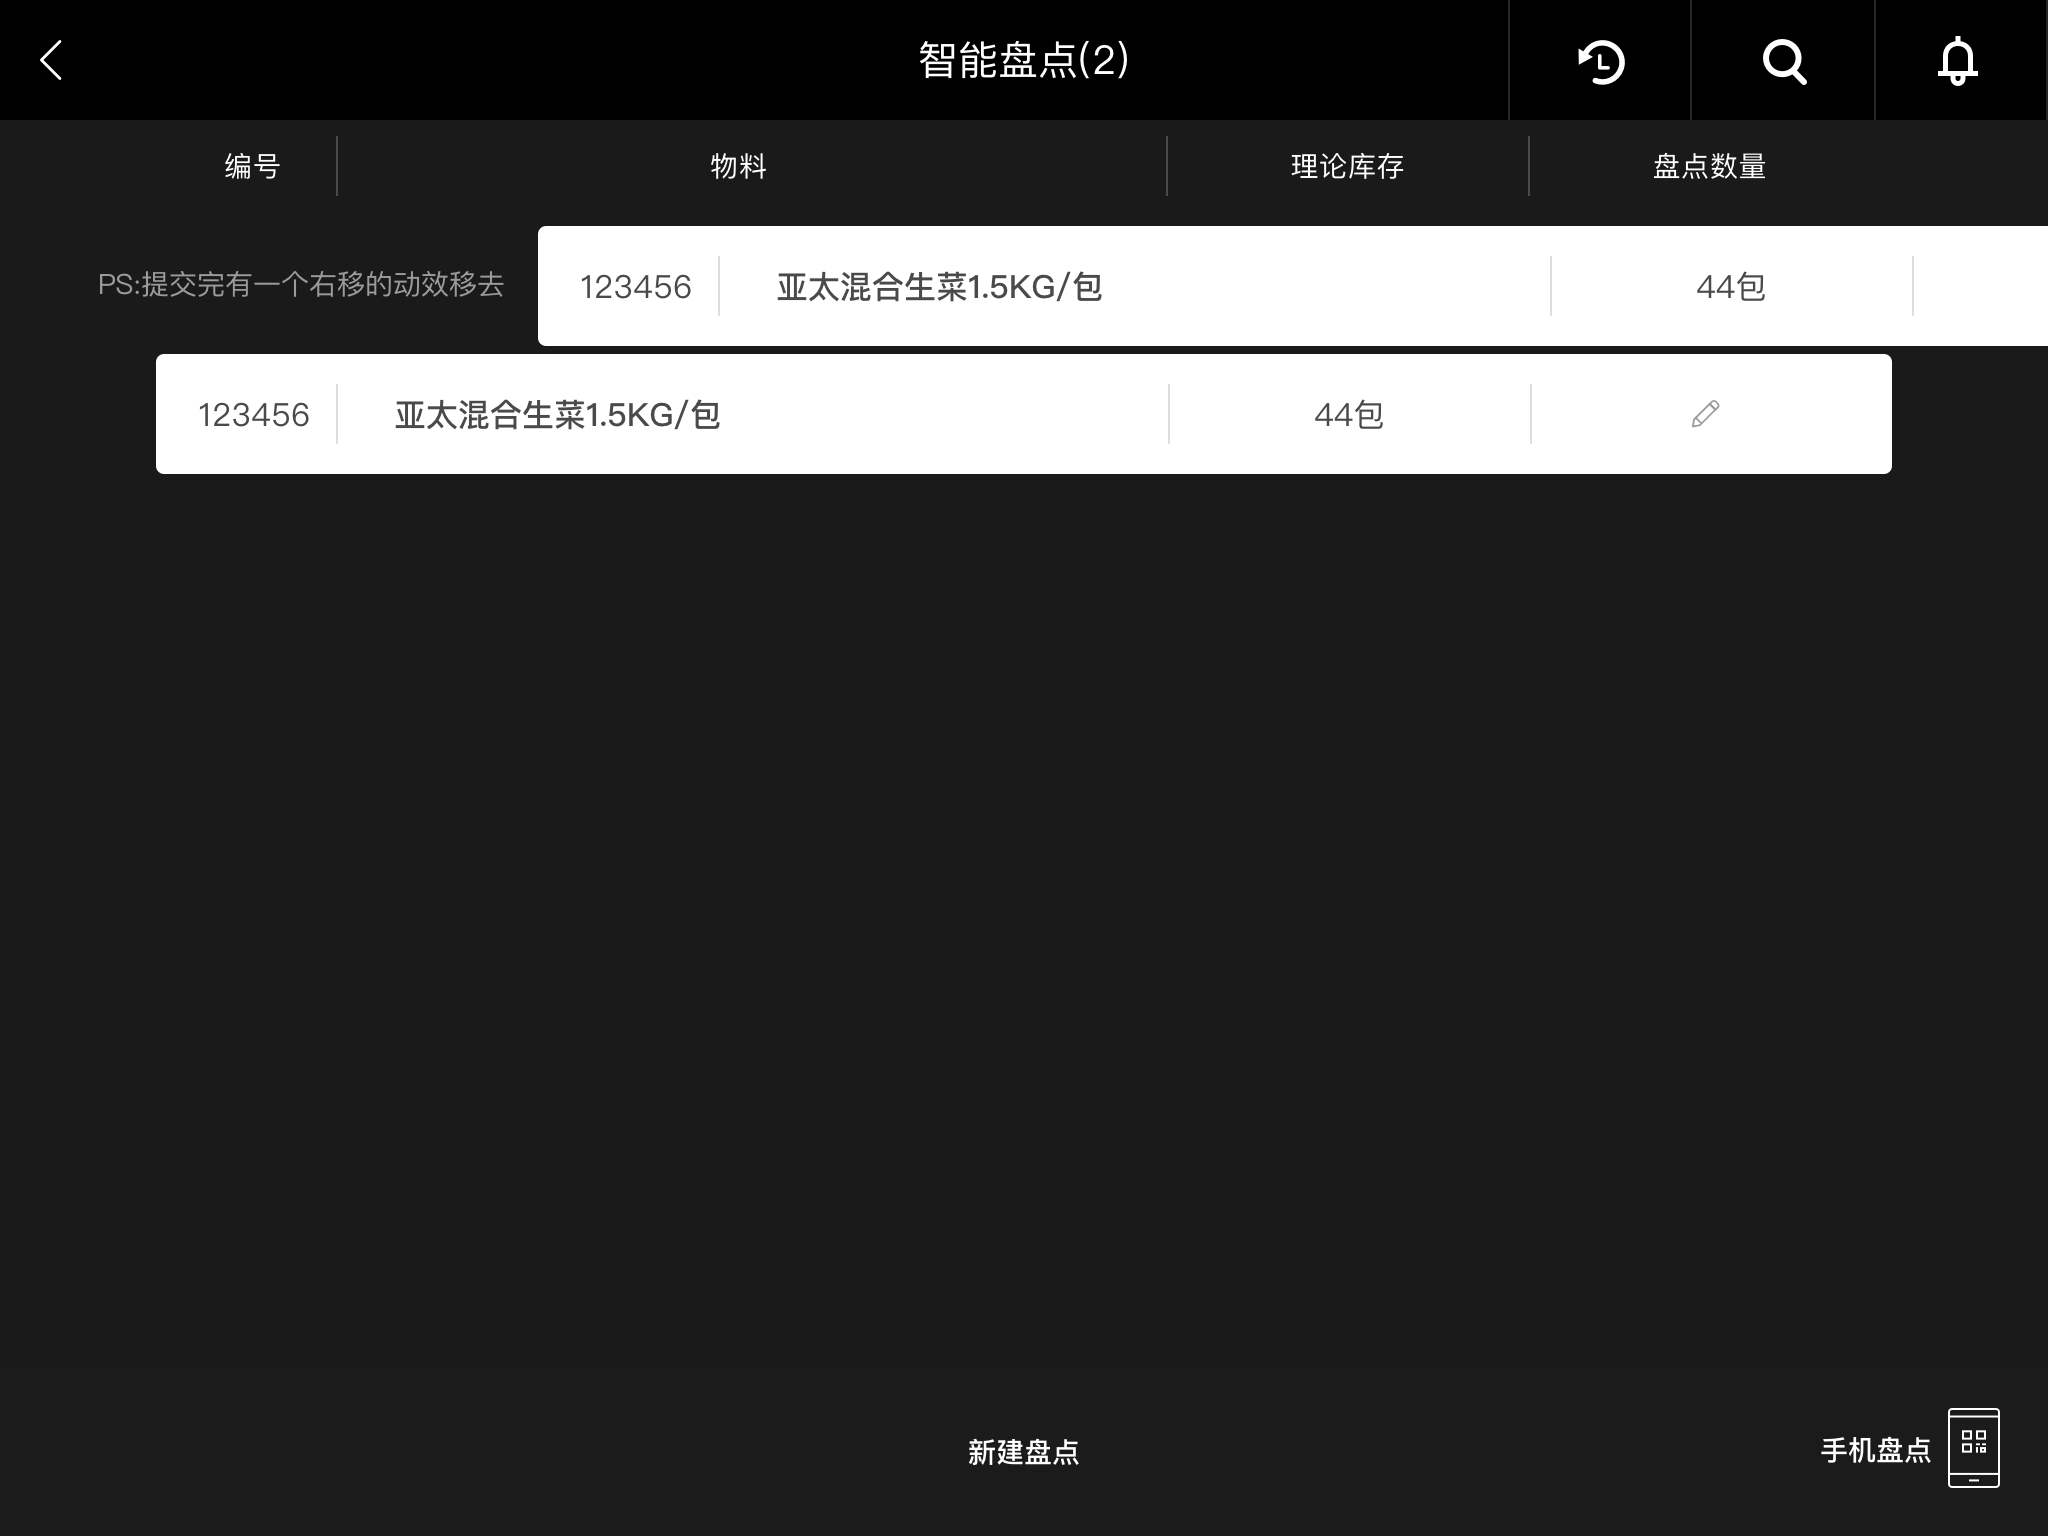 智能盘点(2)
编号 物料 理论库存 盘点数量
PS:提交完有一个右移的动效移去 123456 亚太混合生菜1.5KG/包 44包
123456 亚太混合生菜1.5KG/包 44包
新建盘点 手机盘点